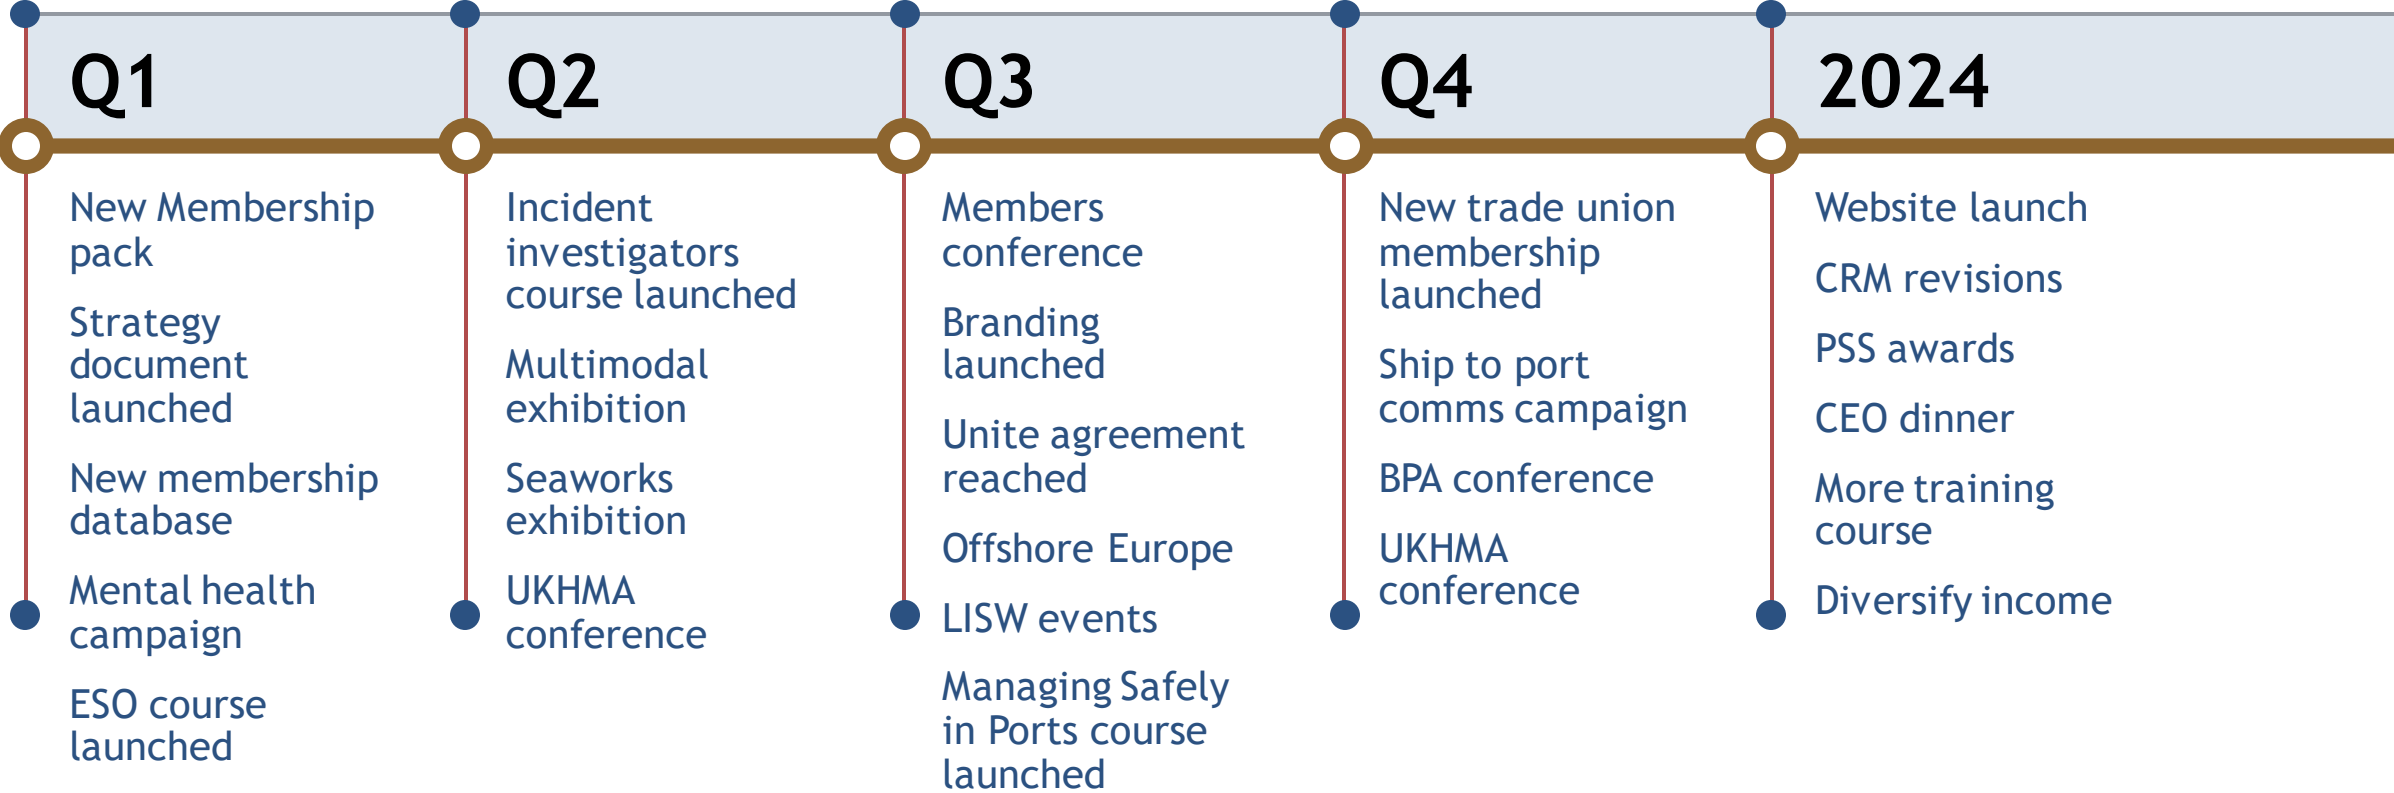 Q1
New Membership
pack
Strategy
document
launched
New membership
database
Mental health
campaign
ESO course
launched
Q2
Incident
investigators
course launched
Multimodal
exhibition
Seaworks
exhibition
UKHMA
conference
Q3
Members
conference
Branding
launched
Unite agreement
reached
Offshore Europe
LISW events
Managing Safely
in Ports course
launched
Q4
New trade union
membership
launched
Ship to port
comms campaign
BPA conference
UKHMA
conference
2024
Website launch
CRM revisions
PSS awards
CEO dinner
More training
course
Diversify income